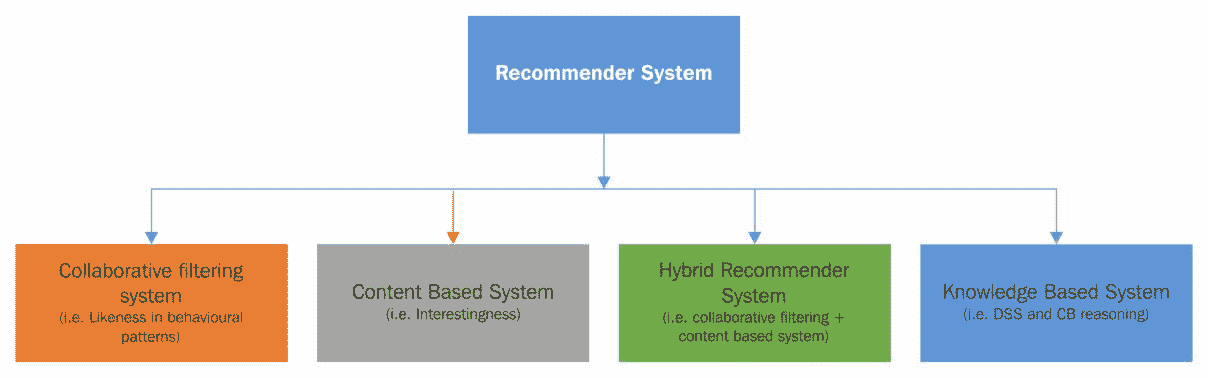 Recommender System
Collaborative filtering
system
(i.e. Likeness in behavioural
patterns)
Content Based System
(i.e. Interestingness)
Hybrid Recommender
System
(i.e. collaborative filtering +
content based system)
Knowledge Based System
(i.e. DSS and CB reasoning)